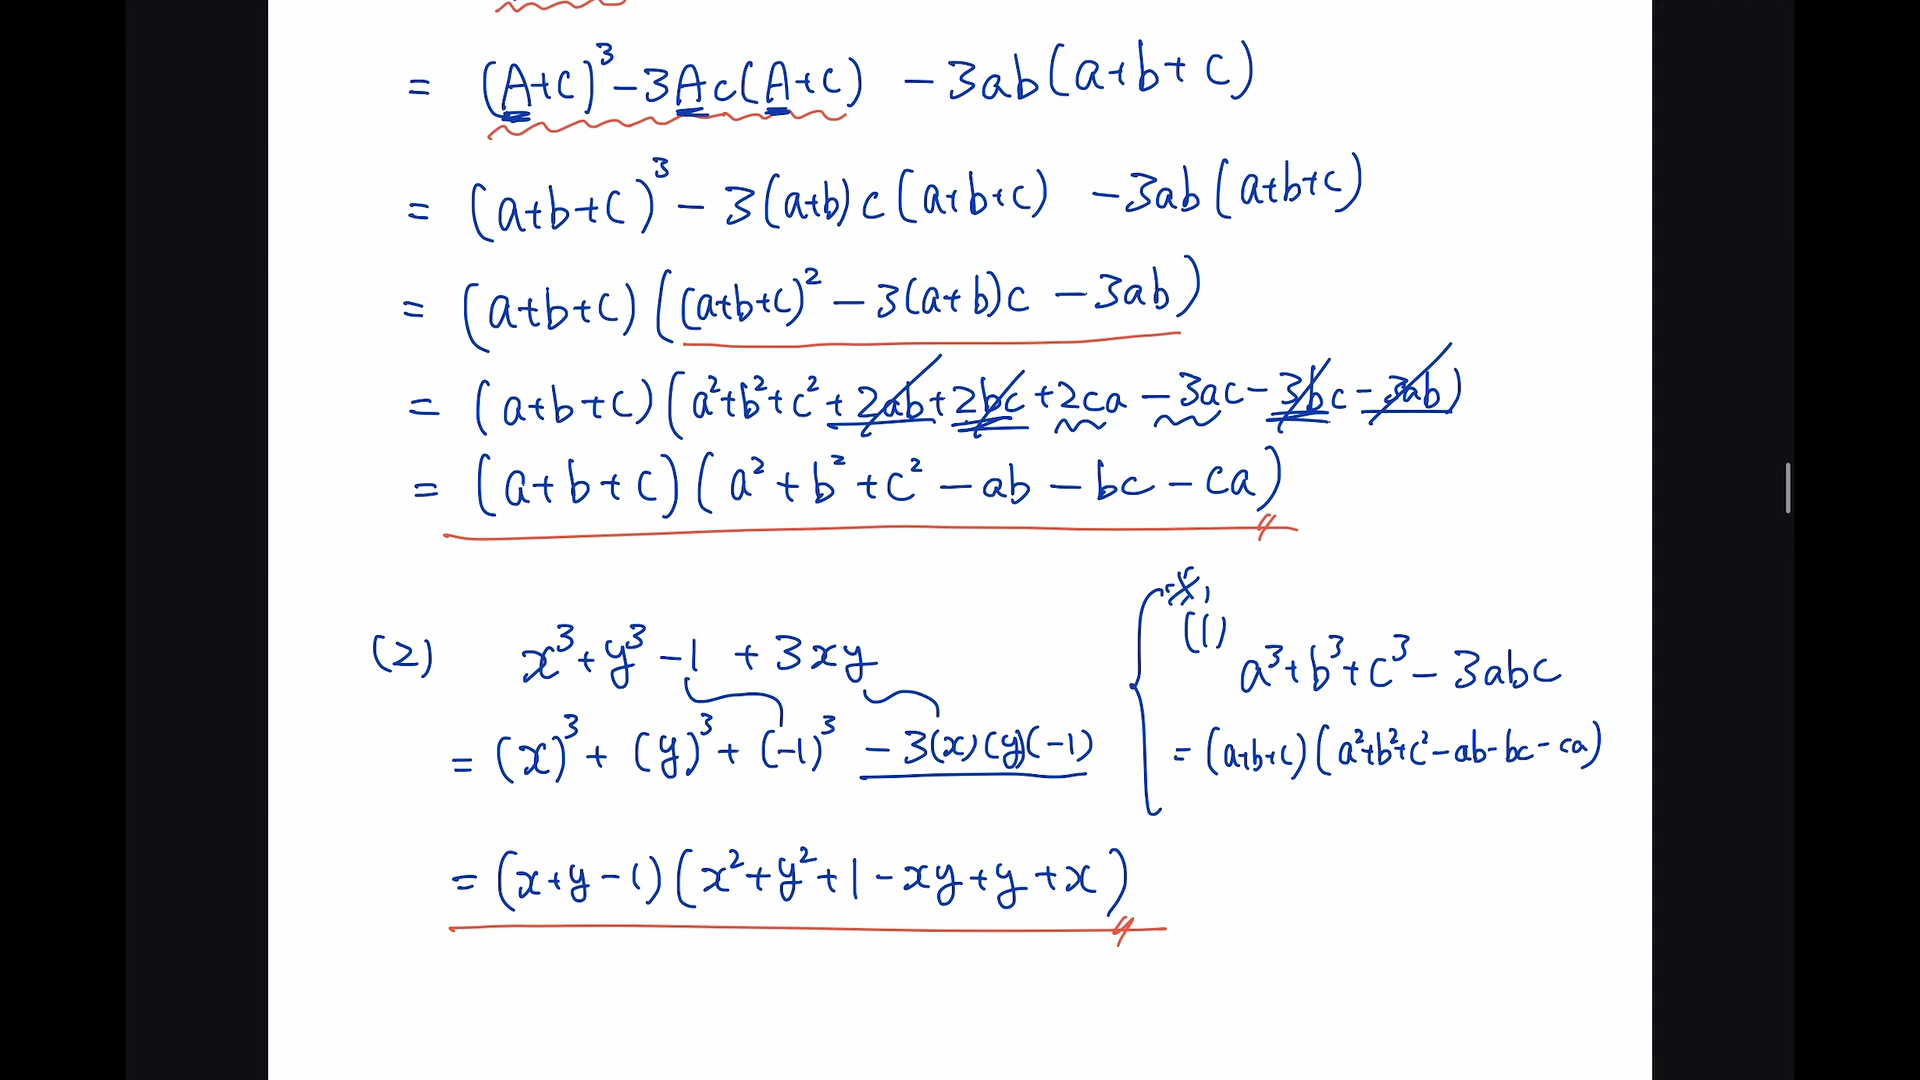 = (A+c)³-3Ac(A+c) -3ab(a+b+c)
= (a+b+c)³ - 3(a+b)c(a+b+c) -3ab(a+b+c)
= (a+b+c)((a+b+c)² - 3(a+b)c - 3ab)
= (a+b+c)(a²+b²+c²+2ab+2bc+2ca-3ac-3bc-3ab)
= (a+b+c)(a²+b²+c²-ab-bc-ca)
(2) x³+y³-1+3xy
= (x)³+(y)³+(-1)³-3(x)(y)(-1)
= (x+y-1)(x²+y²+1-xy+y+x)
(1)
a³+b³+c³-3abc
= (a+b+c)(a²+b²+c²-ab-bc-ca)